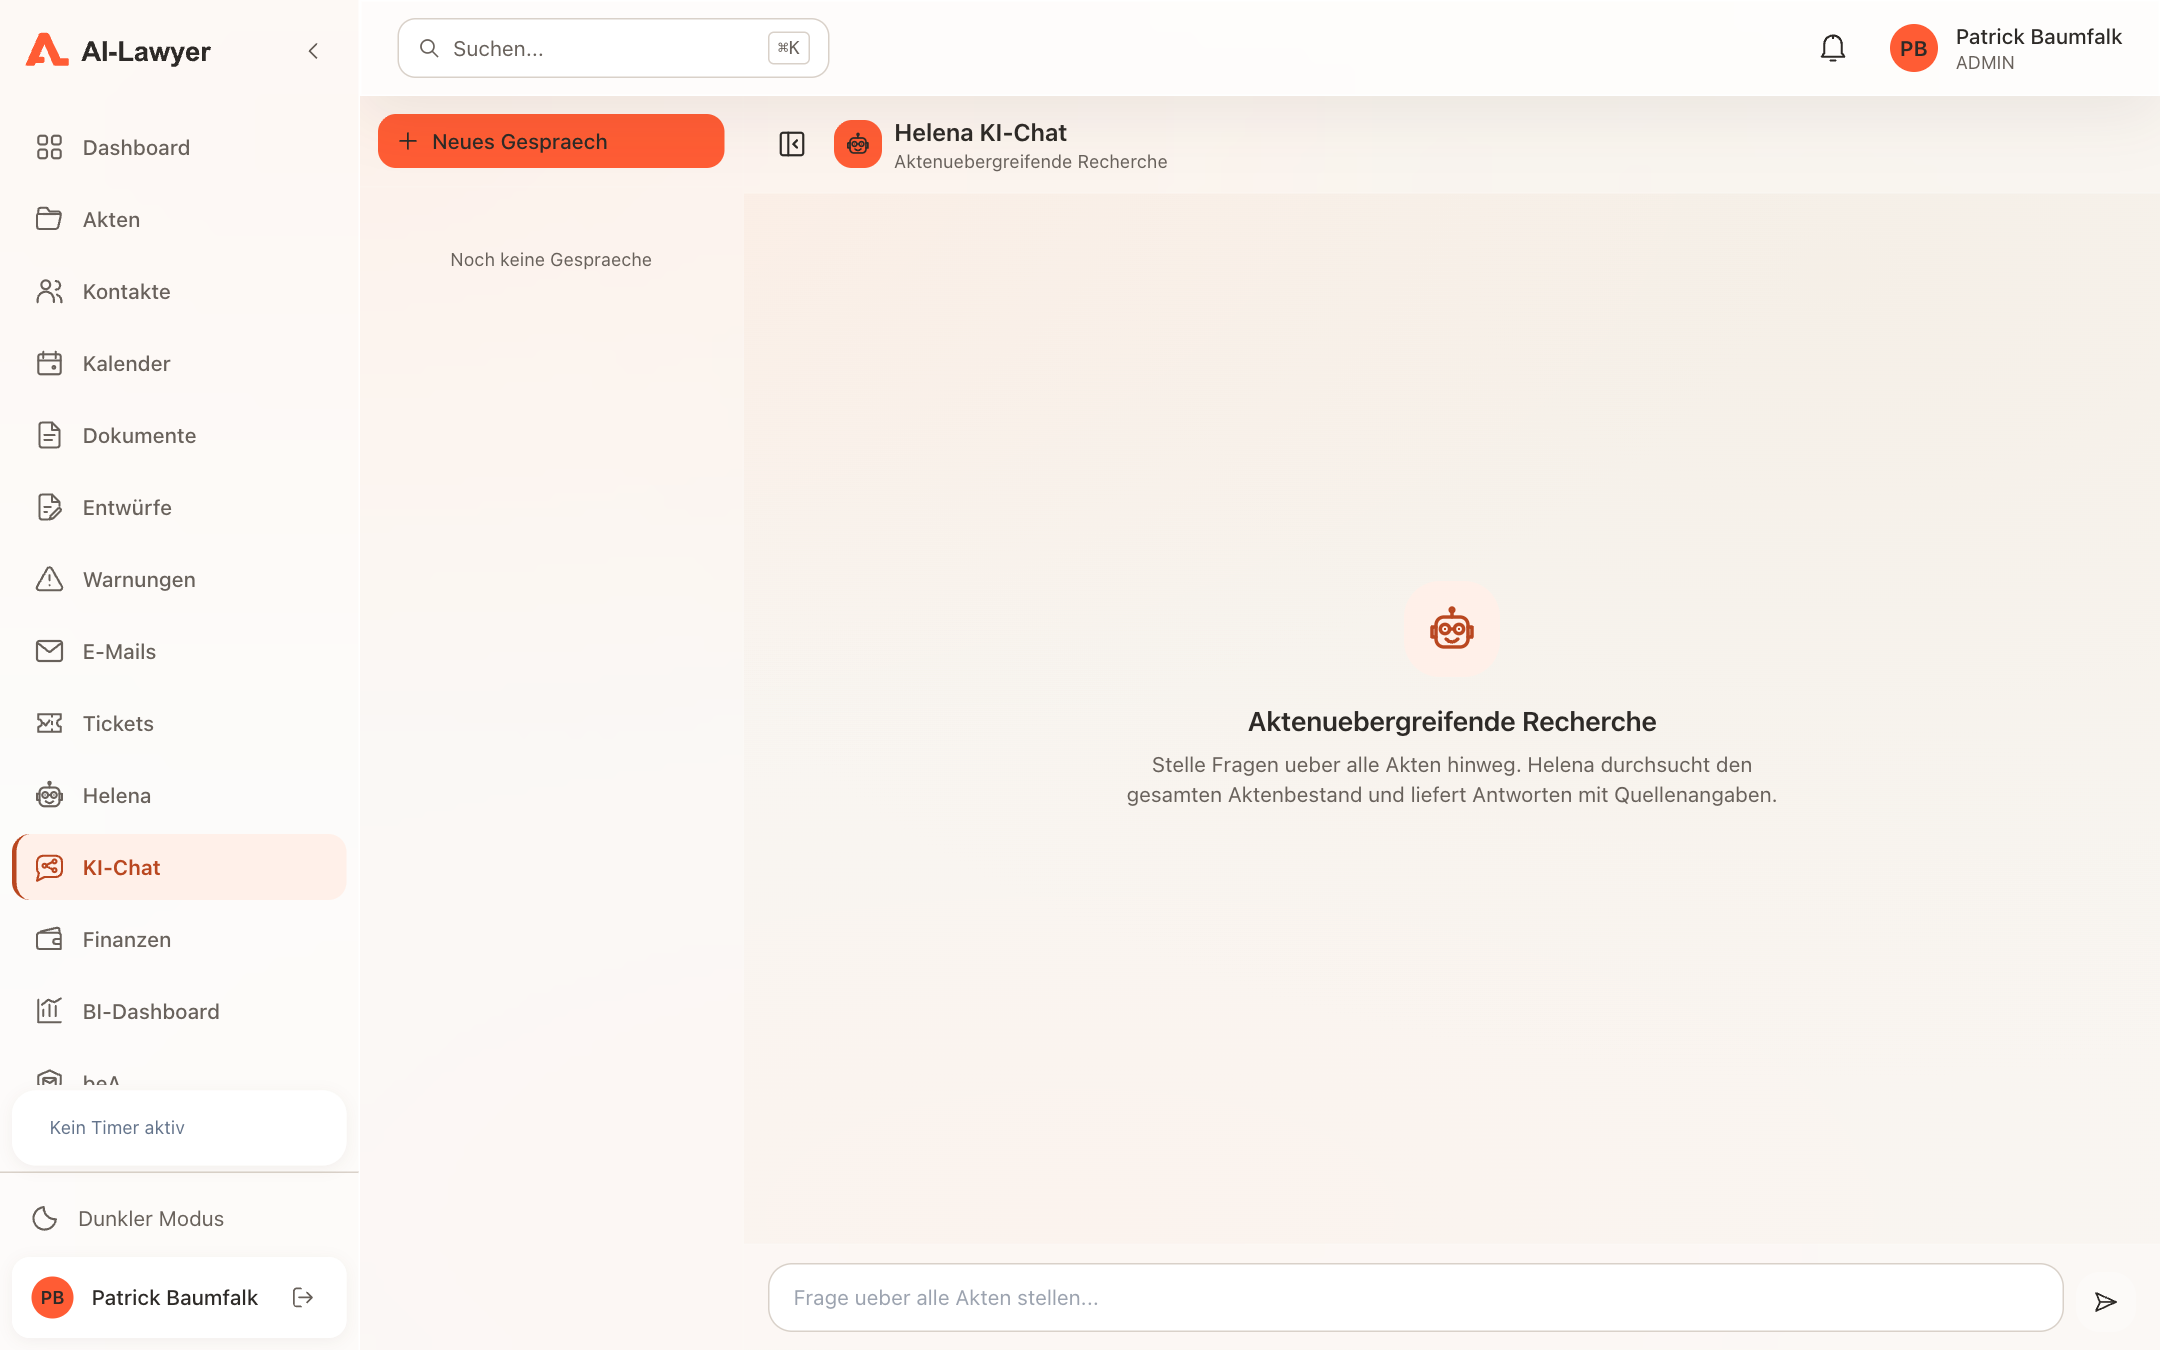 AI-Lawyer
Suchen...
⌘K
PB
Patrick Baumfalk
ADMIN
Dashboard
Akten
Kontakte
Kalender
Dokumente
Entwürfe
Warnungen
E-Mails
Tickets
Helena
KI-Chat
Finanzen
BI-Dashboard
beA
Kein Timer aktiv
Dunkler Modus
PB
Patrick Baumfalk
Neues Gespraech
Noch keine Gespraeche
Helena KI-Chat
Aktenuebergreifende Recherche
Aktenuebergreifende Recherche
Stelle Fragen ueber alle Akten hinweg. Helena durchsucht den
gesamten Aktenbestand und liefert Antworten mit Quellenangaben.
Frage ueber alle Akten stellen...